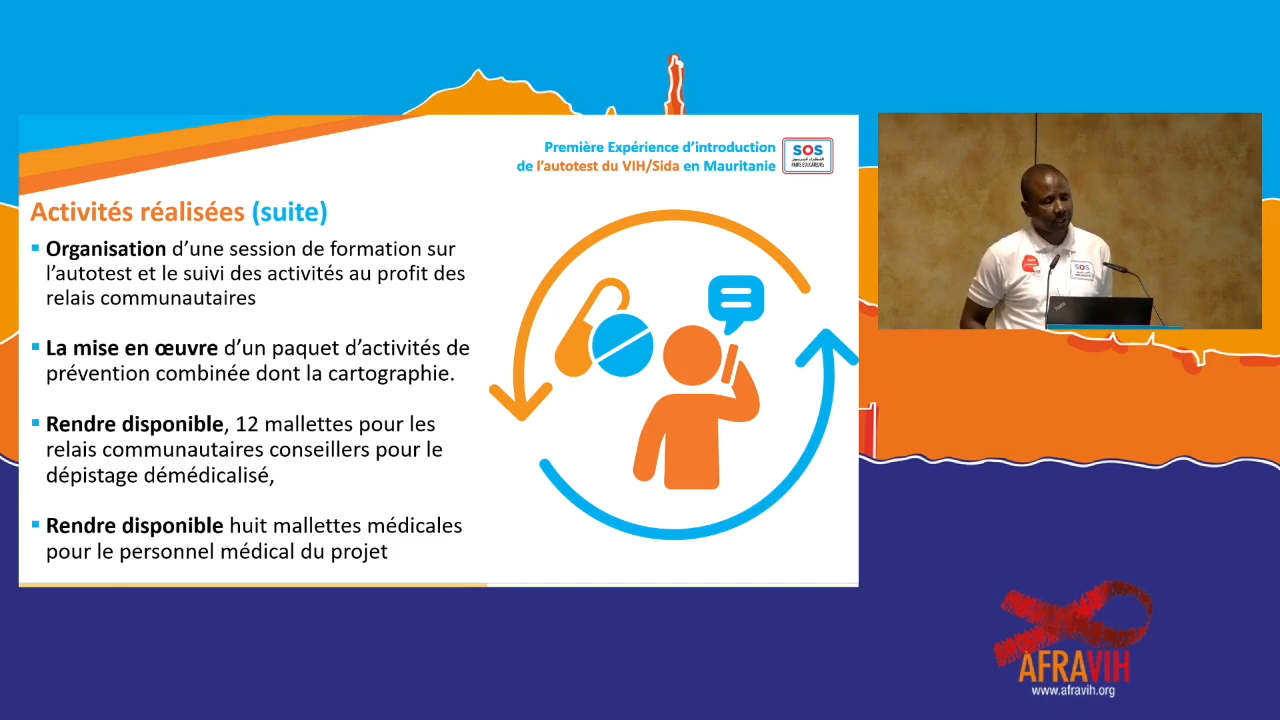 Première Expérience d’introduction
de l’autotest du VIH/Sida en Mauritanie
SOS
PAIRS EDUCATEURS
Activités réalisées (suite)
Organisation d’une session de formation sur
l’autotest et le suivi des activités au profit des
relais communautaires
La mise en œuvre d’un paquet d’activités de
prévention combinée dont la cartographie.
Rendre disponible, 12 mallettes pour les
relais communautaires conseillers pour le
dépistage démédicalisé,
Rendre disponible huit mallettes médicales
pour le personnel médical du projet
SOS
AFRAVIH
www.afravih.org